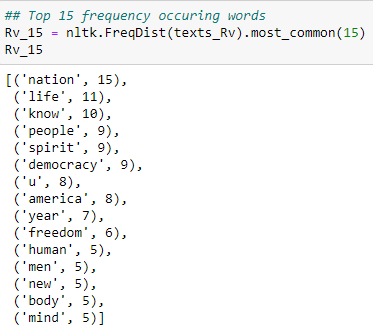 ## Top 15 frequency occuring words
Rv_15 = nltk.FreqDist(texts_Rv).most_common(15)
Rv_15
[('nation', 15),
('life', 11),
('know', 10),
('people', 9),
('spirit', 9),
('democracy', 9),
('u', 8),
('america', 8),
('year', 7),
('freedom', 6),
('human', 5),
('men', 5),
('new', 5),
('body', 5),
('mind', 5)]